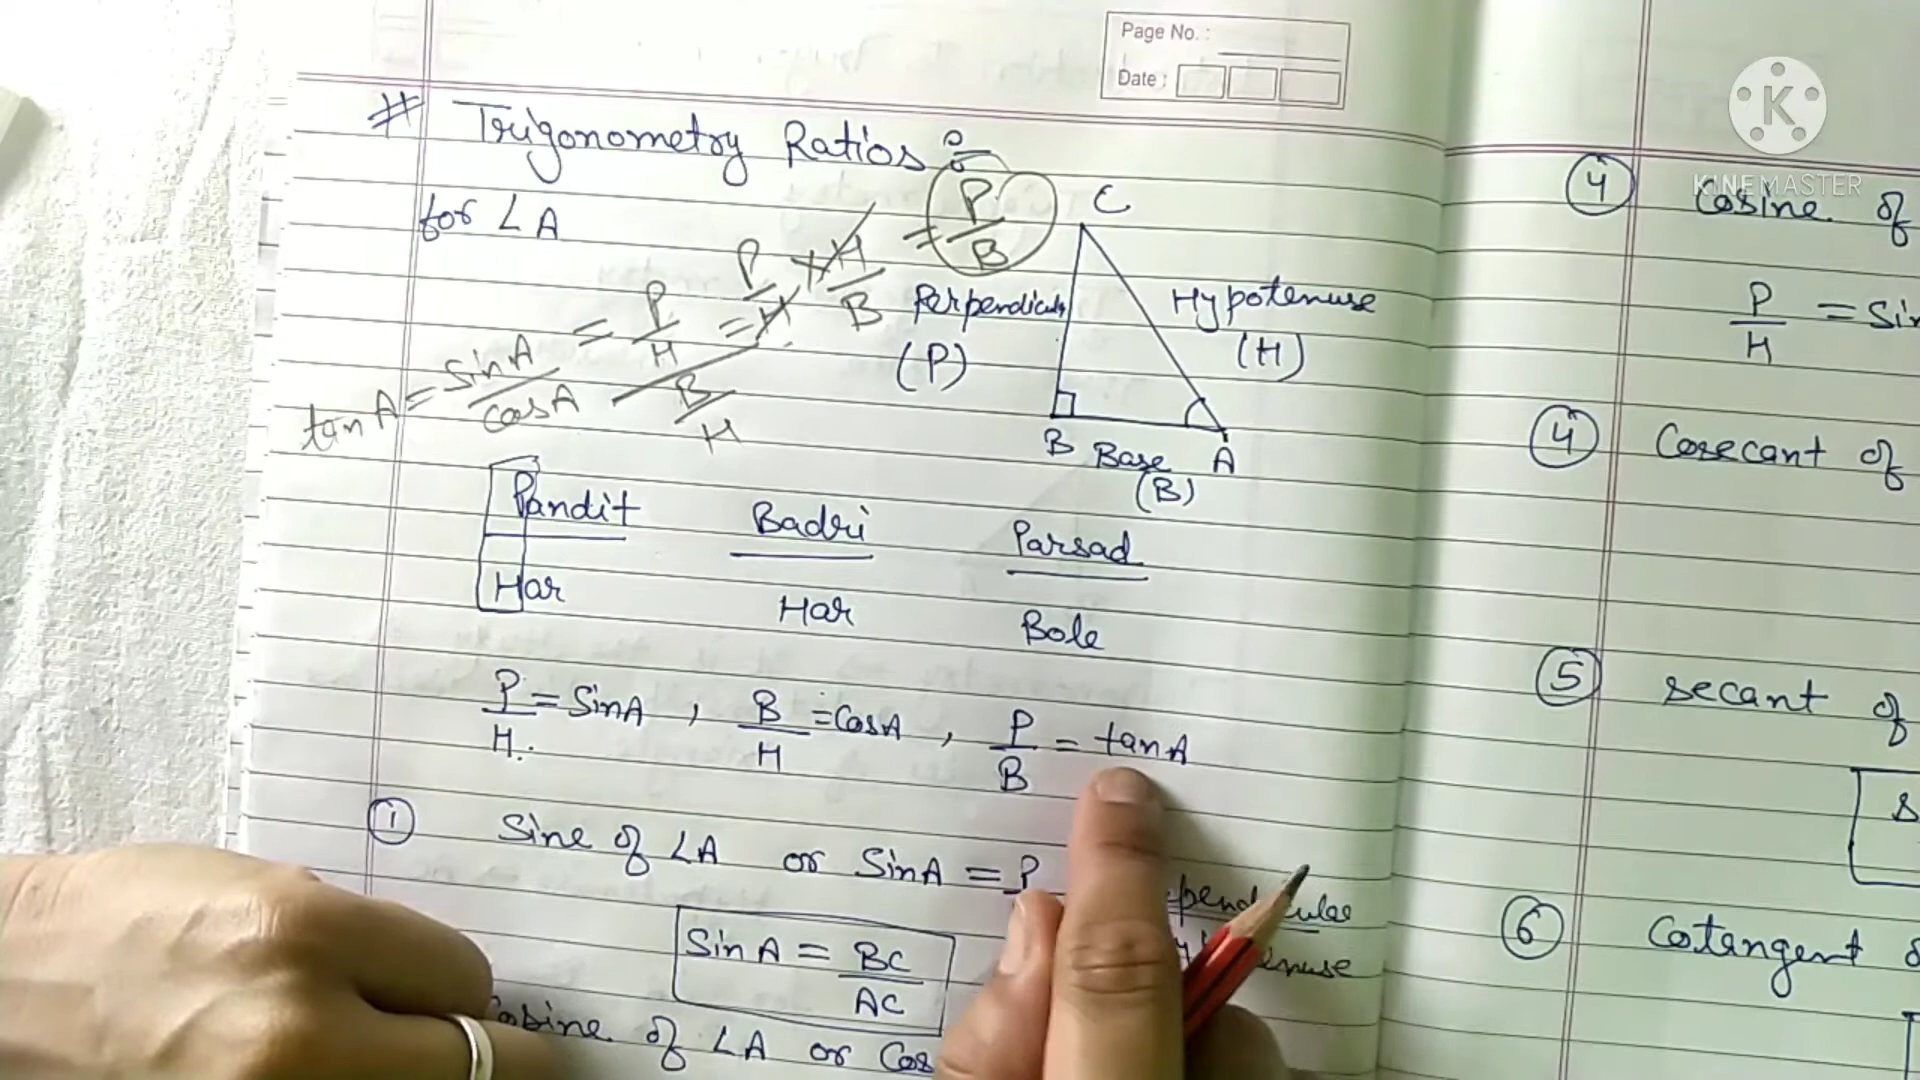 Page No. :
Date :
# Trigonometry Ratios :-
for ∠A
tan A = sin A / cos A = P/H / B/H = P/H × H/B = P/B
C
Perpendicular
(P)
Hypotenuse
(H)
B Base A
(B)
Pandit Badri Parsad
Har Har Bole
P/H = Sin A , B/H = Cos A , P/B = tan A
① Sine of ∠A or Sin A = P
Sin A = BC/AC
Cosine of ∠A or Cos
④ Cosine of
P/H = Sin
④ Cosecant of
⑤ secant of
⑥ Cotangent
K
KINEMASTER